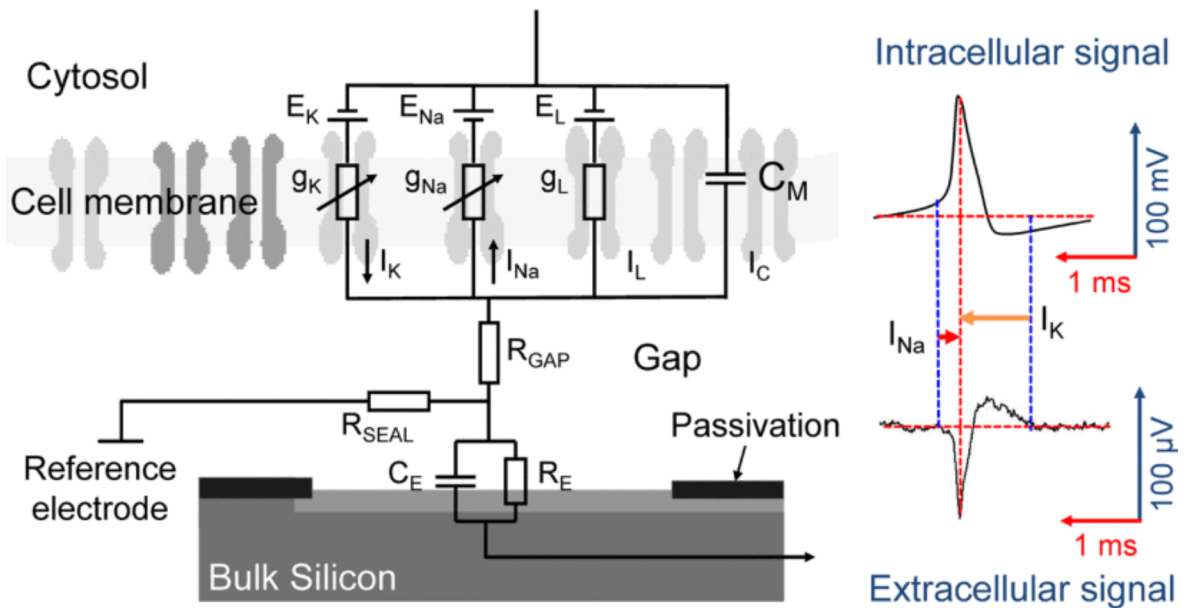 Cytosol
E_K
E_Na
E_L
Cell membrane
g_K
g_Na
g_L
C_M
I_K
I_Na
I_L
I_C
R_GAP
Gap
R_SEAL
Passivation
Reference
electrode
C_E
R_E
Bulk Silicon
Intracellular signal
100 mV
1 ms
I_Na
I_K
100 µV
1 ms
Extracellular signal